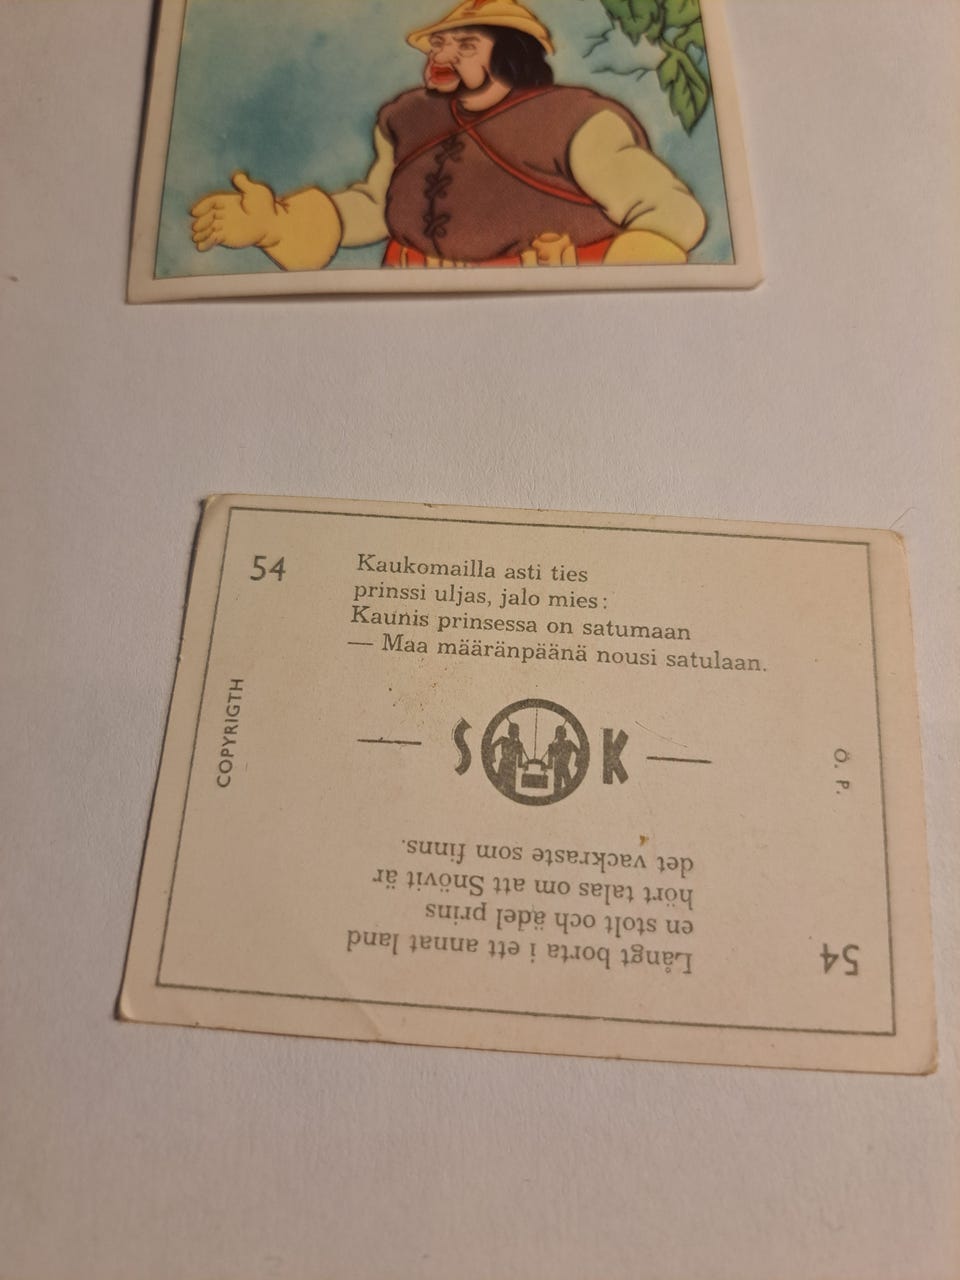 54
Kaukomailla asti ties
prinssi uljas, jalo mies:
Kaunis prinsessa on satumaan
— Maa määränpäänä nousi satulaan.
COPYRIGTH
S K
Ö. P.
54
Långt borta i ett annat land
en stolt och ädel prins
hört talas om att Snövit är
det vackraste som finns.